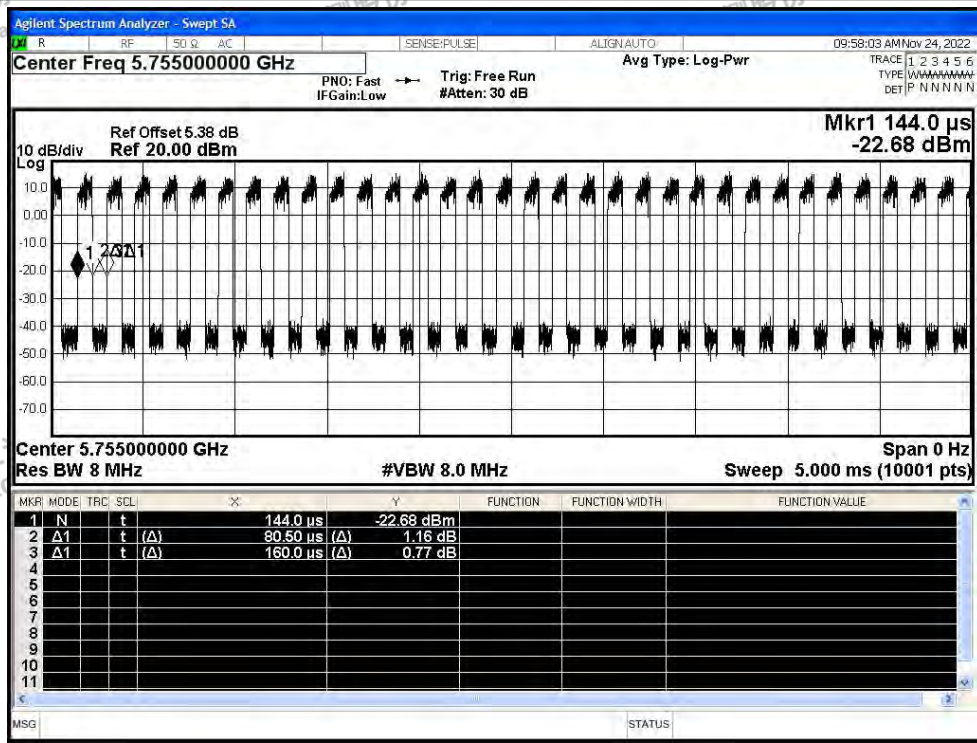 Agilent Spectrum Analyzer - Swept SA
R RF 50 Ω AC SENSE:PULSE ALIGNAUTO 09:58:03 AM Nov 24, 2022
Center Freq 5.755000000 GHz Avg Type: Log-Pwr TRACE 1 2 3 4 5 6
PNO: Fast Trig: Free Run TYPE
IFGain:Low #Atten: 30 dB DET P N N N N N
Ref Offset 5.38 dB Mkr1 144.0 µs
10 dB/div Ref 20.00 dBm -22.68 dBm
Log
10.0
0.00
-10.0
-20.0
-30.0
-40.0
-50.0
-60.0
-70.0
Center 5.755000000 GHz Span 0 Hz
Res BW 8 MHz #VBW 8.0 MHz Sweep 5.000 ms (10001 pts)
MKR MODE TRC SCL X Y FUNCTION FUNCTION WIDTH FUNCTION VALUE
1 N t 144.0 µs -22.68 dBm
2 Δ1 t (Δ) 80.50 µs (Δ) 1.16 dB
3 Δ1 t (Δ) 160.0 µs (Δ) 0.77 dB
4
5
6
7
8
9
10
11
MSG STATUS